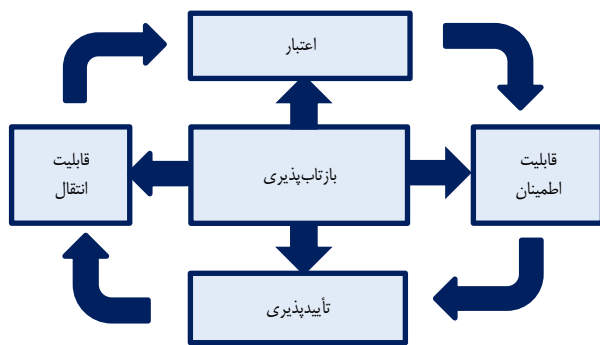 اعتبار
قابلیت
اطمینان
بازتاب‌پذیری
قابلیت
انتقال
تأییدپذیری